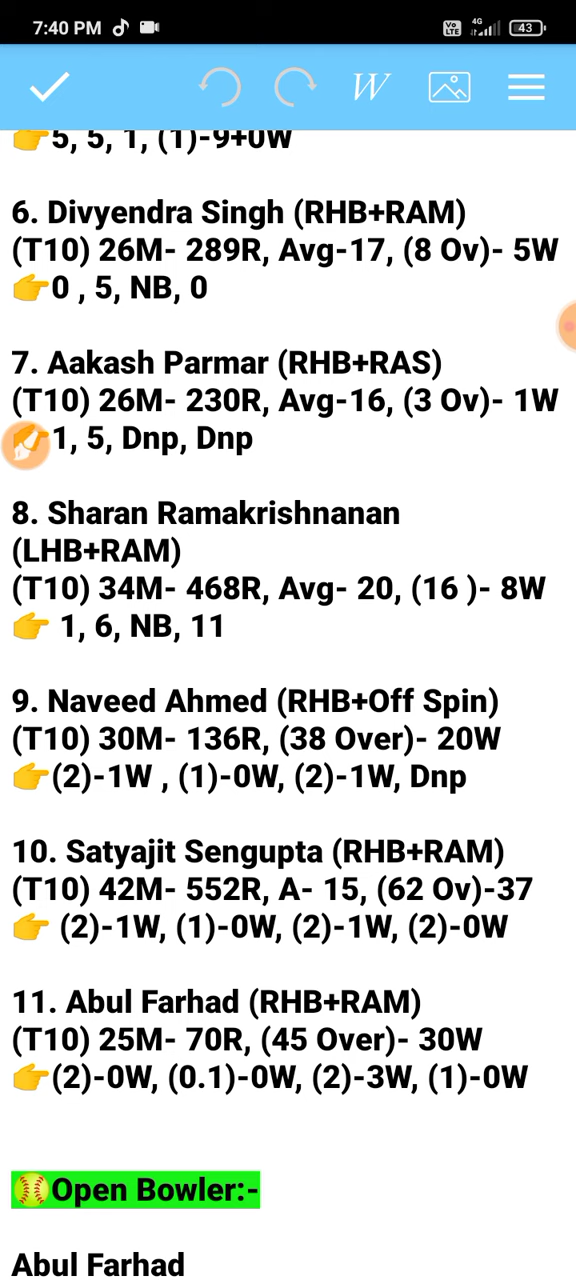 7:40 PM
Vo LTE 4G 43
W
5, 5, 1, (1)-9+0W
6. Divyendra Singh (RHB+RAM)
(T10) 26M- 289R, Avg-17, (8 Ov)- 5W
0 , 5, NB, 0
7. Aakash Parmar (RHB+RAS)
(T10) 26M- 230R, Avg-16, (3 Ov)- 1W
1, 5, Dnp, Dnp
8. Sharan Ramakrishnanan
(LHB+RAM)
(T10) 34M- 468R, Avg- 20, (16 )- 8W
1, 6, NB, 11
9. Naveed Ahmed (RHB+Off Spin)
(T10) 30M- 136R, (38 Over)- 20W
(2)-1W , (1)-0W, (2)-1W, Dnp
10. Satyajit Sengupta (RHB+RAM)
(T10) 42M- 552R, A- 15, (62 Ov)-37
(2)-1W, (1)-0W, (2)-1W, (2)-0W
11. Abul Farhad (RHB+RAM)
(T10) 25M- 70R, (45 Over)- 30W
(2)-0W, (0.1)-0W, (2)-3W, (1)-0W
Open Bowler:-
Abul Farhad